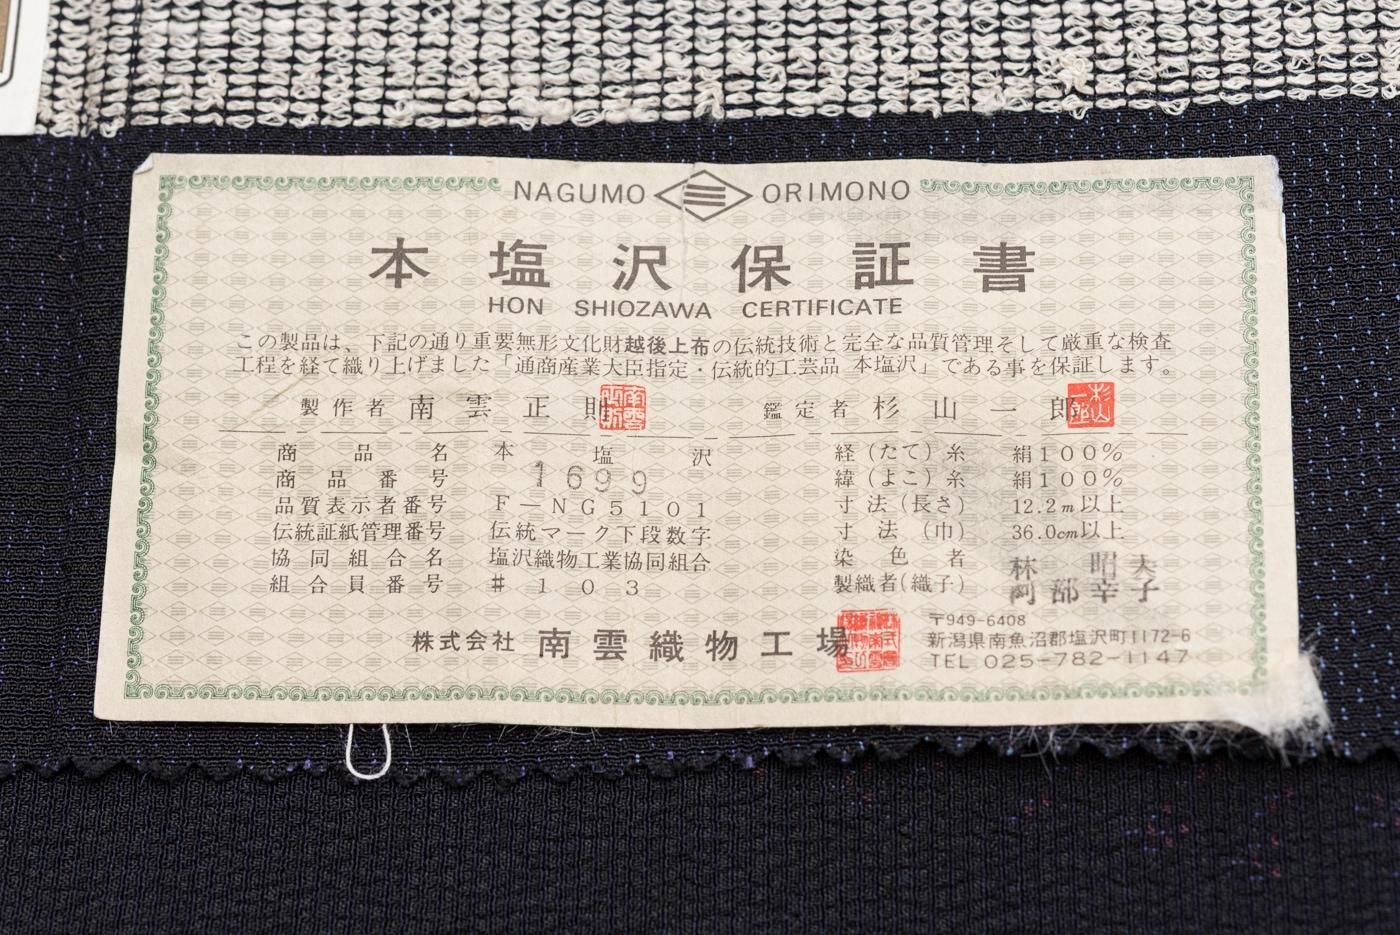 NAGUMO ORIMONO
本塩沢保証書
HON SHIOZAWA CERTIFICATE
この製品は、下記の通り重要無形文化財越後上布の伝統技術と完全な品質管理そして厳重な検査
工程を経て織り上げました「通商産業大臣指定・伝統的工芸品 本塩沢」である事を保証します。
製作者 南雲正則 鑑定者 杉山一郎
商品名 本塩沢
商品番号 1699
品質表示者番号 F-NG5101
伝統証紙管理番号 伝統マーク下段数字
協同組合名 塩沢織物工業協同組合
組合員番号 #103
経(たて)糸 絹100%
緯(よこ)糸 絹100%
寸法(長さ) 12.2m以上
寸法(巾) 36.0cm以上
染色者 林昭夫
製織者(織子) 阿部幸子
株式会社 南雲織物工場
〒949-6408
新潟県南魚沼郡塩沢町1172-6
TEL 025-782-1147